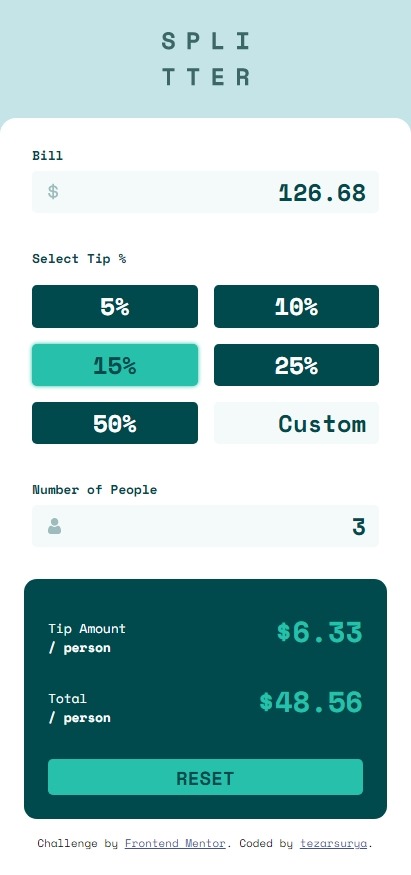 SPLI
TTER
Bill
$ 126.68
Select Tip %
5% 10%
15% 25%
50% Custom
Number of People
3
Tip Amount
/ person
$6.33
Total
/ person
$48.56
RESET
Challenge by Frontend Mentor. Coded by tezarsurya.